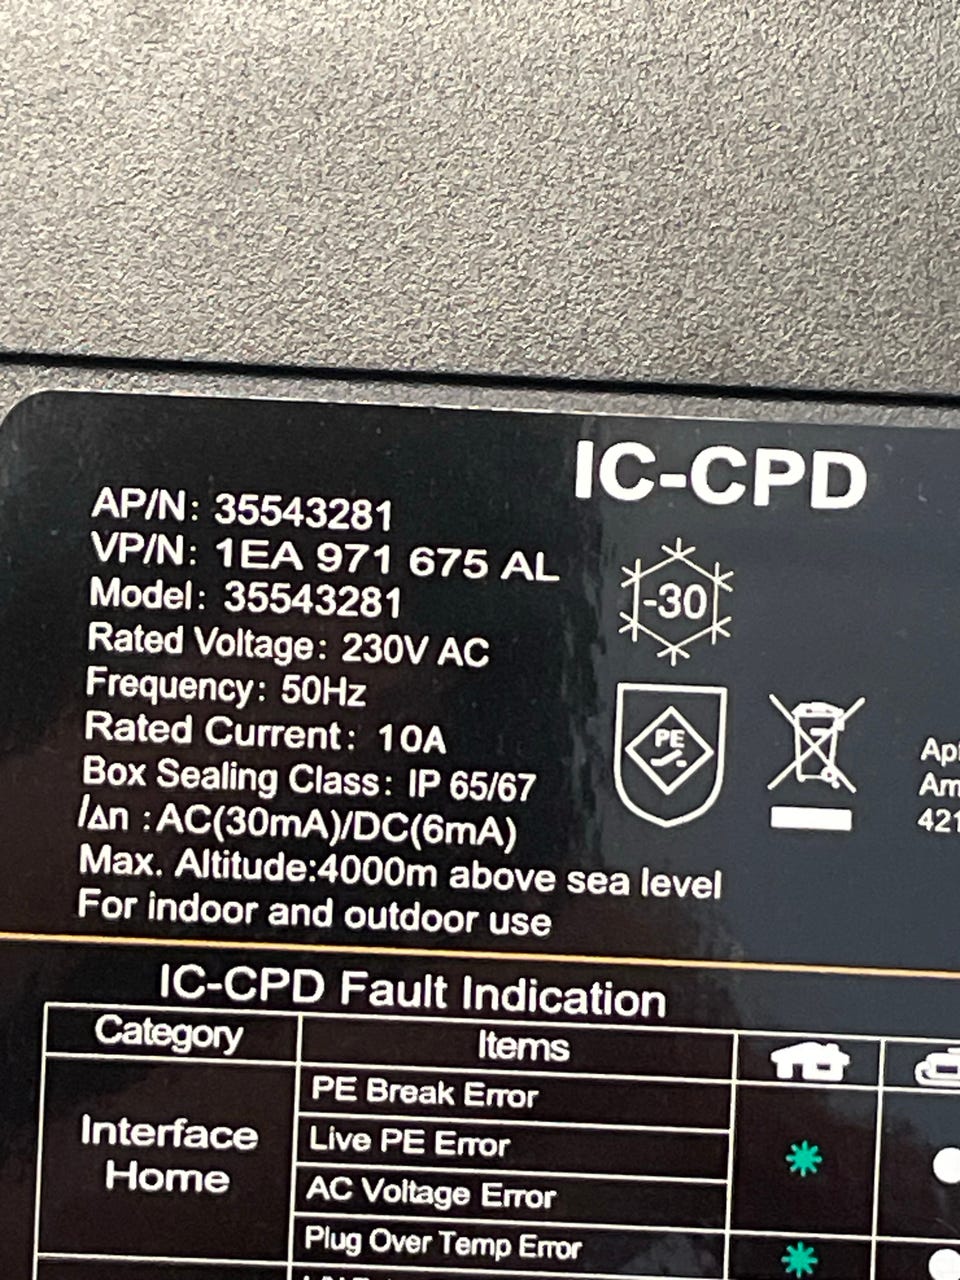 IC-CPD
AP/N: 35543281
VP/N: 1EA 971 675 AL
Model: 35543281
Rated Voltage: 230V AC
Frequency: 50Hz
Rated Current: 10A
Box Sealing Class: IP 65/67
I∆n :AC(30mA)/DC(6mA)
Max. Altitude:4000m above sea level
For indoor and outdoor use
-30
PE
421
IC-CPD Fault Indication
Category Items
Interface Home
PE Break Error
Live PE Error
AC Voltage Error
Plug Over Temp Error